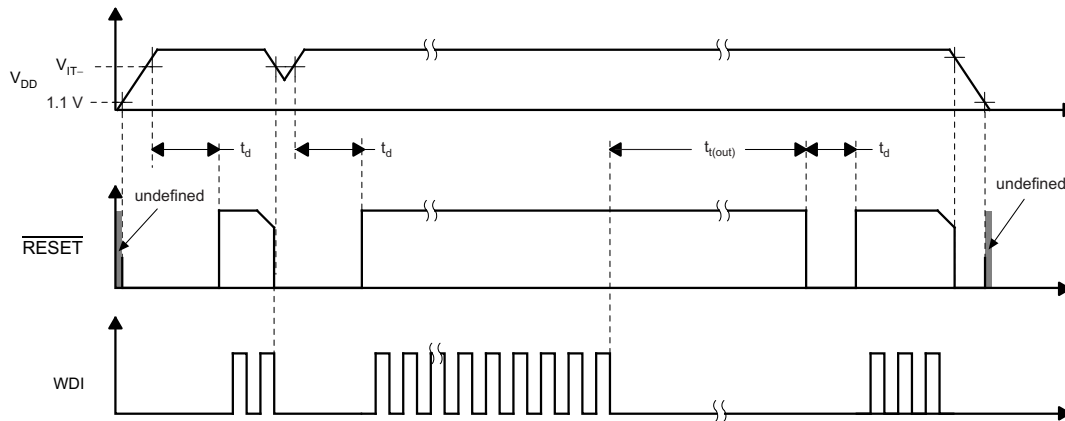 V_DD
V_IT–
1.1 V
t_d
t_d
t_t(out)
t_d
undefined
undefined
RESET
WDI